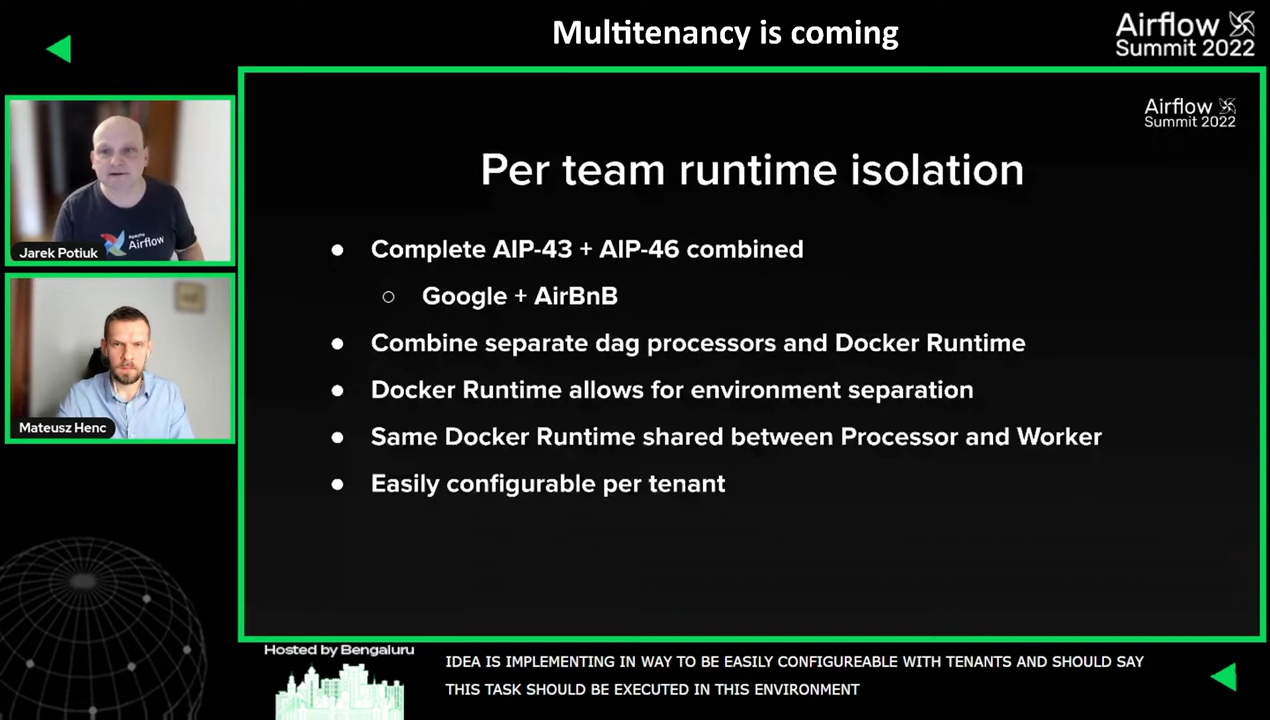 Multitenancy is coming
Airflow
Summit 2022
Airflow
Summit 2022
Per team runtime isolation
● Complete AIP-43 + AIP-46 combined
○ Google + AirBnB
● Combine separate dag processors and Docker Runtime
● Docker Runtime allows for environment separation
● Same Docker Runtime shared between Processor and Worker
● Easily configurable per tenant
Apache
Airflow
Jarek Potiuk
Mateusz Henc
Hosted by Bengaluru
IDEA IS IMPLEMENTING IN WAY TO BE EASILY CONFIGUREABLE WITH TENANTS AND SHOULD SAY
THIS TASK SHOULD BE EXECUTED IN THIS ENVIRONMENT